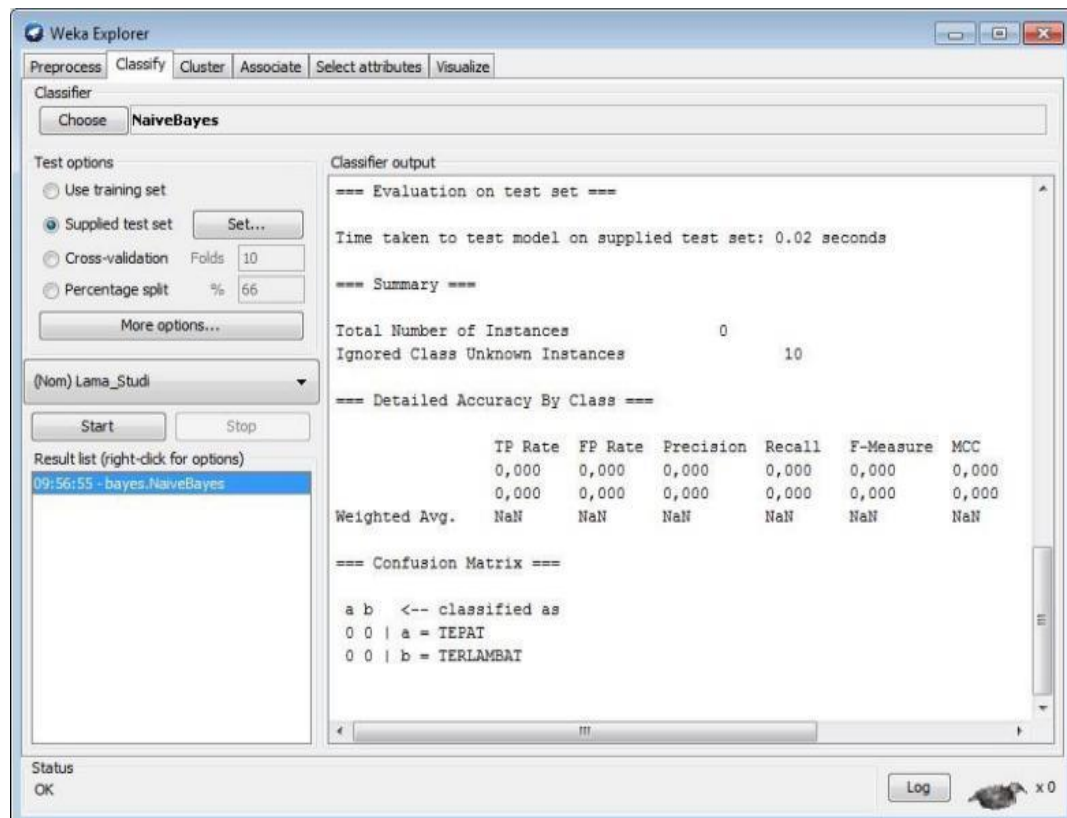 Weka Explorer
Preprocess Classify Cluster Associate Select attributes Visualize
Classifier
Choose NaiveBayes
Test options
Use training set
Supplied test set Set...
Cross-validation Folds 10
Percentage split % 66
More options...
(Nom) Lama_Studi
Start Stop
Result list (right-click for options)
09:56:55 - bayes.NaiveBayes
Classifier output
=== Evaluation on test set ===
Time taken to test model on supplied test set: 0.02 seconds
=== Summary ===
Total Number of Instances 0
Ignored Class Unknown Instances 10
=== Detailed Accuracy By Class ===
TP Rate FP Rate Precision Recall F-Measure MCC
0,000 0,000 0,000 0,000 0,000 0,000
0,000 0,000 0,000 0,000 0,000 0,000
Weighted Avg. NaN NaN NaN NaN NaN NaN
=== Confusion Matrix ===
a b <-- classified as
0 0 | a = TEPAT
0 0 | b = TERLAMBAT
Status
OK
Log x 0